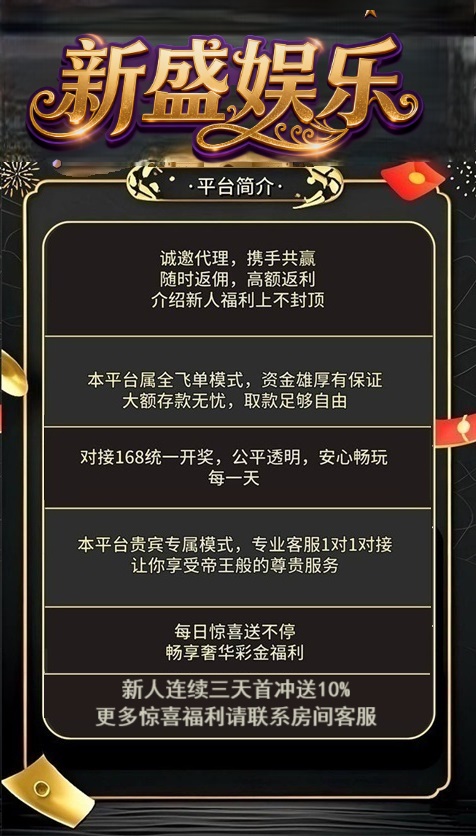 新盛娱乐
·平台简介·
诚邀代理，携手共赢
随时返佣，高额返利
介绍新人福利上不封顶
本平台属全飞单模式，资金雄厚有保证
大额存款无忧，取款足够自由
对接168统一开奖，公平透明，安心畅玩
每一天
本平台贵宾专属模式，专业客服1对1对接
让你享受帝王般的尊贵服务
每日惊喜送不停
畅享奢华彩金福利
新人连续三天首冲送10%
更多惊喜福利请联系房间客服